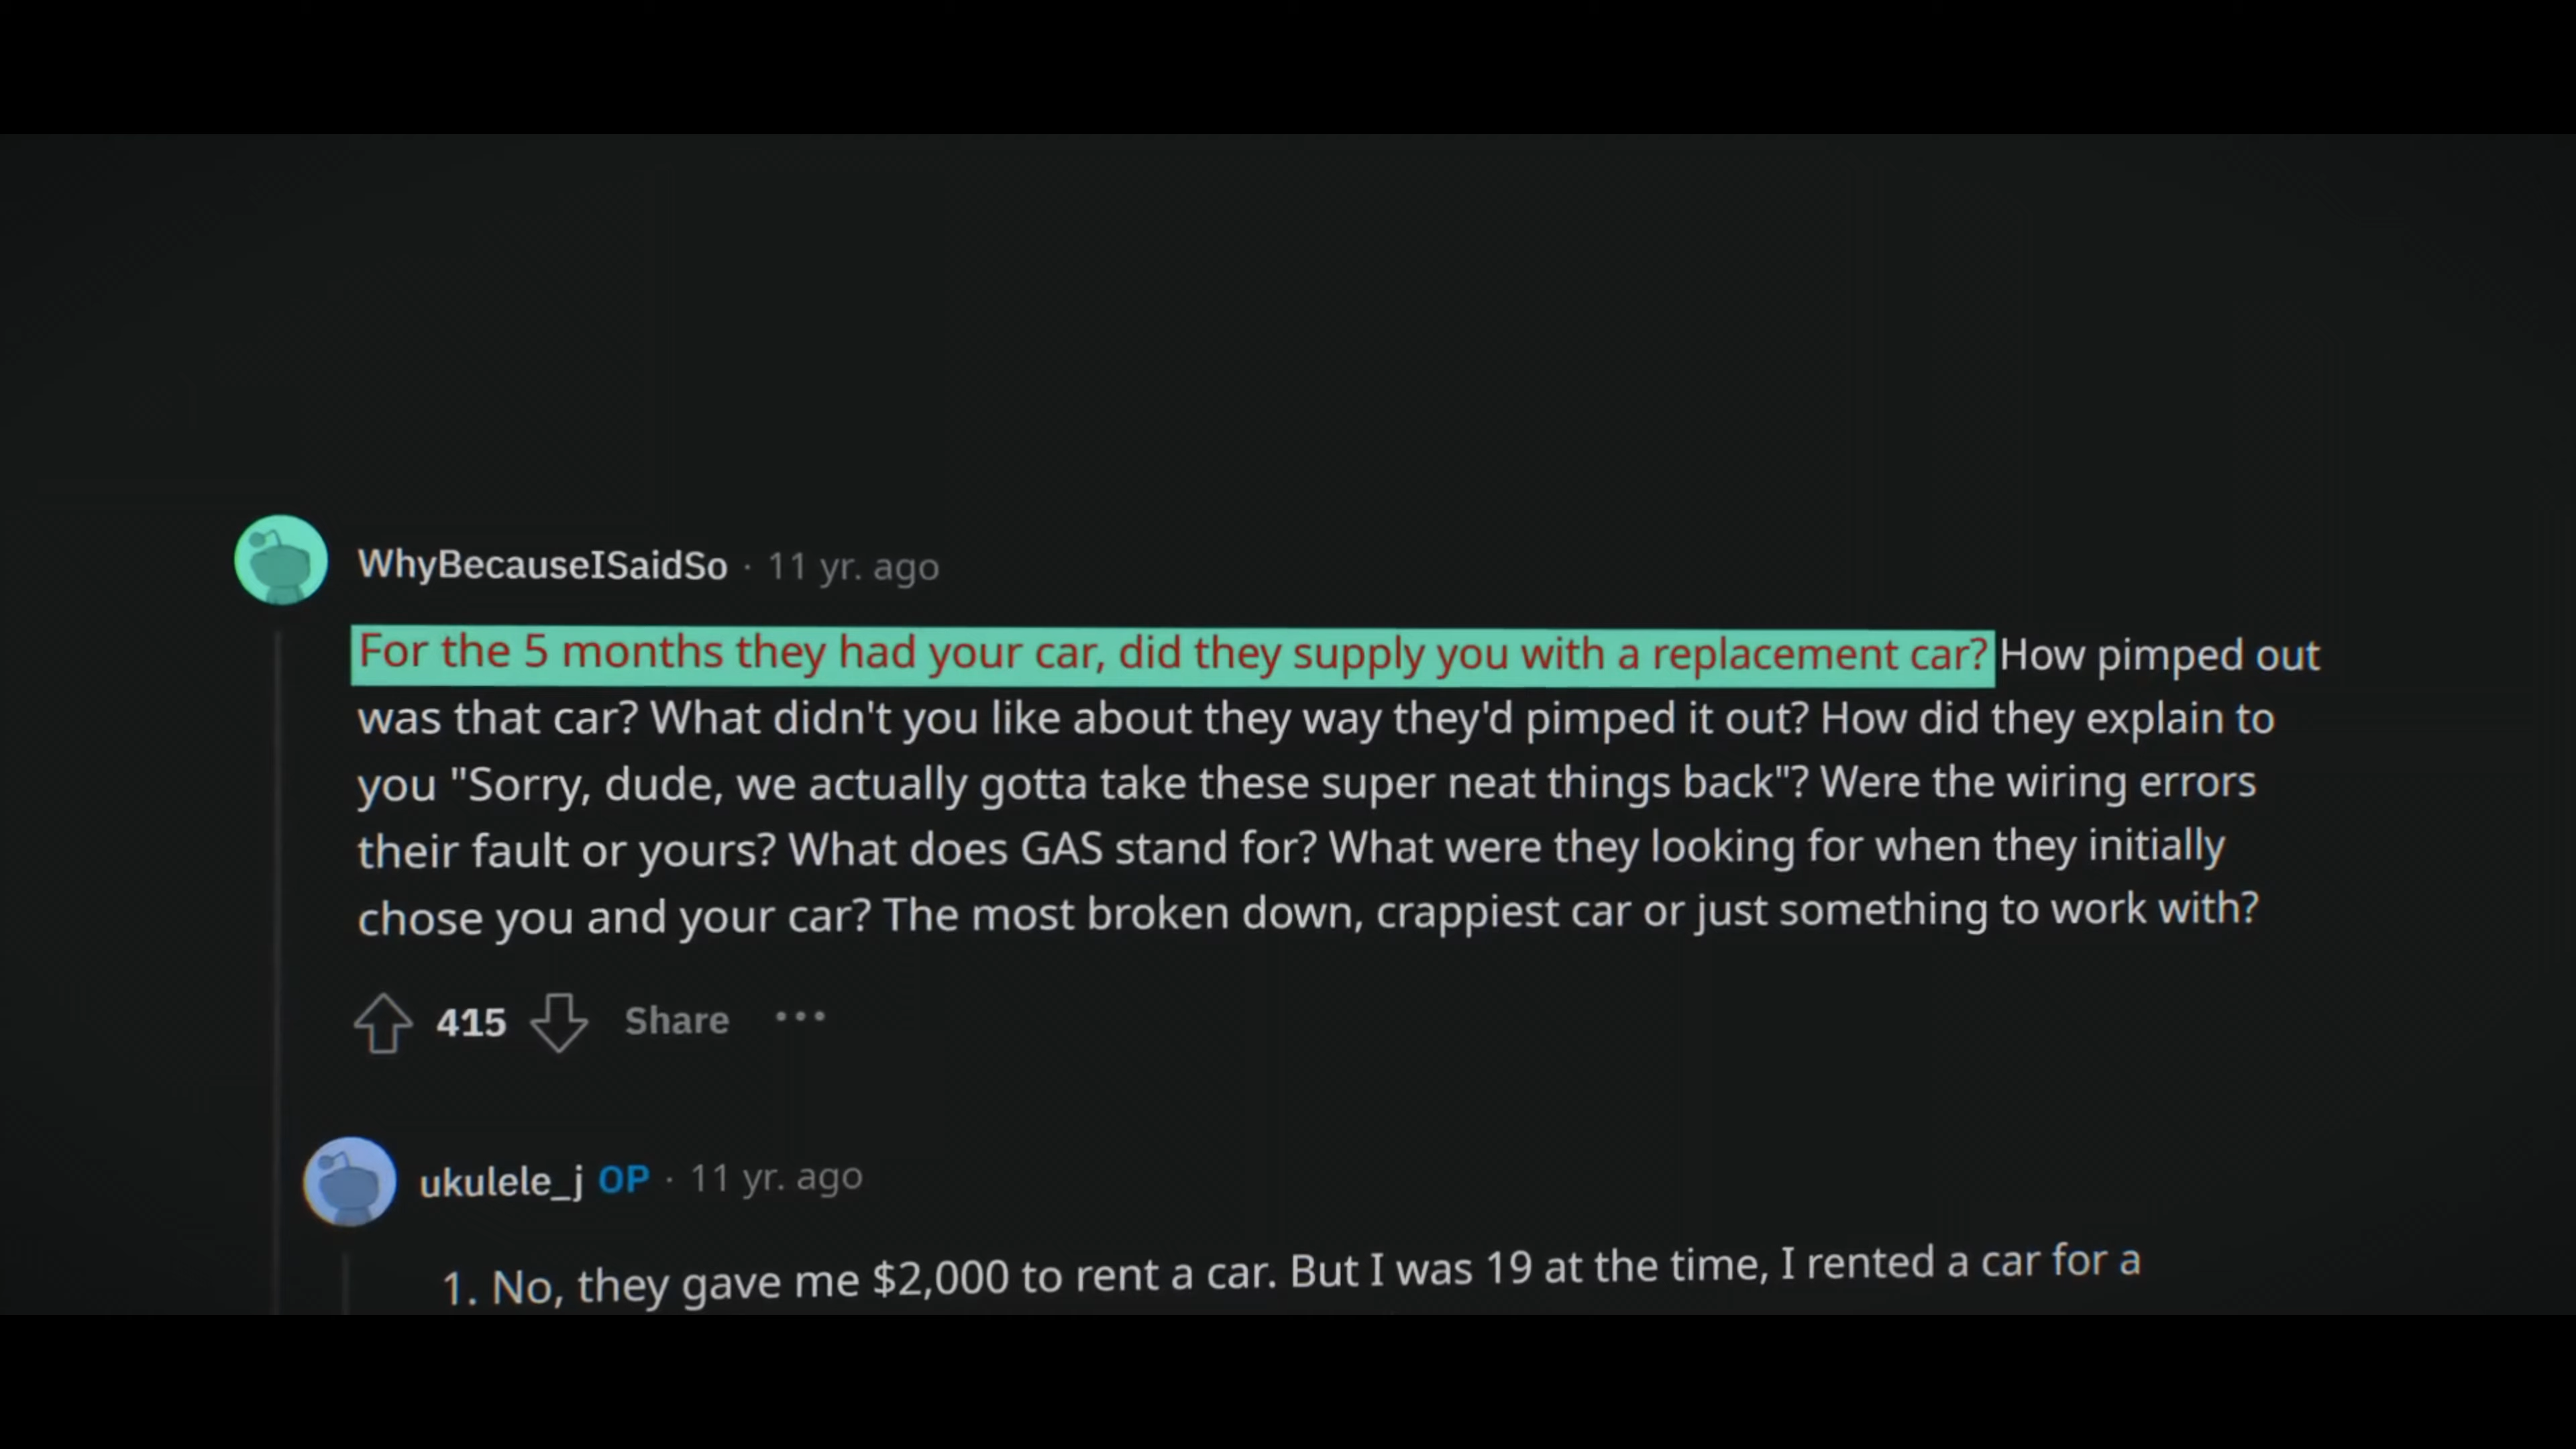 WhyBecauseISaidSo · 11 yr. ago
For the 5 months they had your car, did they supply you with a replacement car? How pimped out
was that car? What didn't you like about they way they'd pimped it out? How did they explain to
you "Sorry, dude, we actually gotta take these super neat things back"? Were the wiring errors
their fault or yours? What does GAS stand for? What were they looking for when they initially
chose you and your car? The most broken down, crappiest car or just something to work with?
415 Share ···
ukulele_j OP · 11 yr. ago
1. No, they gave me $2,000 to rent a car. But I was 19 at the time, I rented a car for a